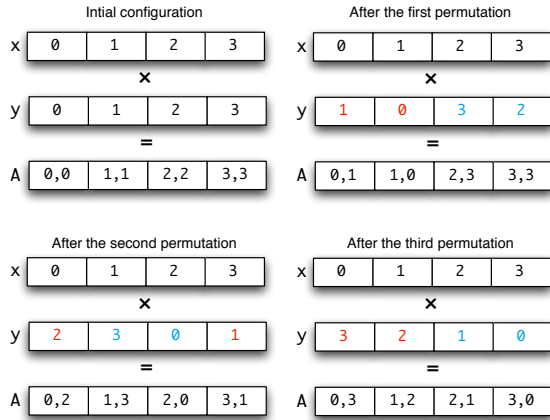 Intial configuration
x 0 1 2 3
×
y 0 1 2 3
=
A 0,0 1,1 2,2 3,3
After the first permutation
x 0 1 2 3
×
y 1 0 3 2
=
A 0,1 1,0 2,3 3,3
After the second permutation
x 0 1 2 3
×
y 2 3 0 1
=
A 0,2 1,3 2,0 3,1
After the third permutation
x 0 1 2 3
×
y 3 2 1 0
=
A 0,3 1,2 2,1 3,0